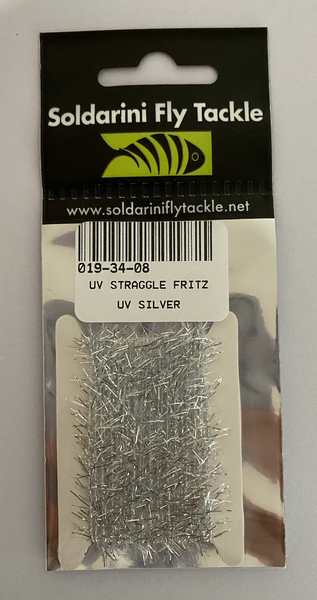 Soldarini Fly Tackle
www.soldariniflytackle.net
019-34-08
UV STRAGGLE FRITZ
UV SILVER